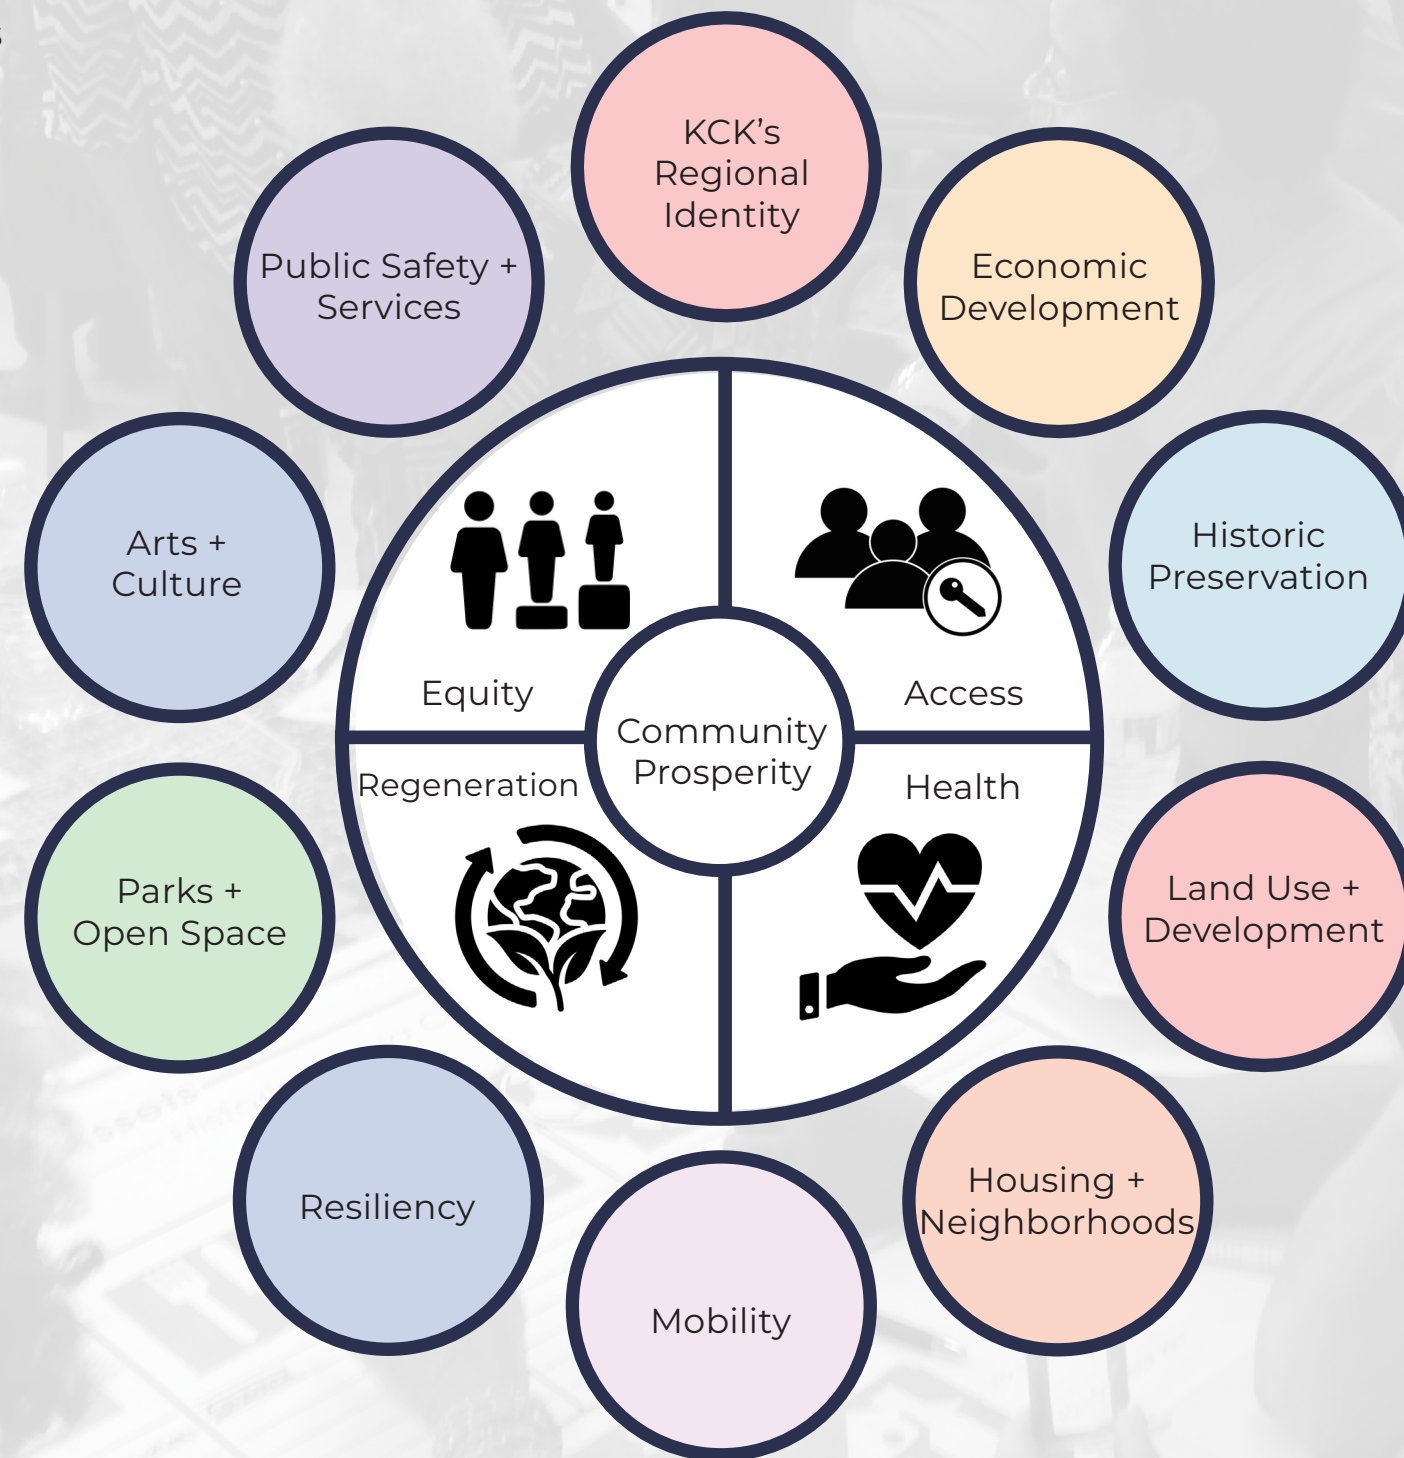 KCK’s
Regional
Identity
Public Safety +
Services
Economic
Development
Arts +
Culture
Historic
Preservation
Equity
Access
Community
Prosperity
Regeneration
Health
Parks +
Open Space
Land Use +
Development
Resiliency
Housing +
Neighborhoods
Mobility